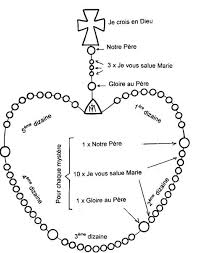 Je crois en Dieu
Notre Père
3 x Je vous salue Marie
Gloire au Père
1ère dizaine
5ème dizaine
Pour chaque mystère
1 x Notre Père
10 x Je vous salue Marie
1 x Gloire au Père
4ème dizaine
2ème dizaine
3ème dizaine